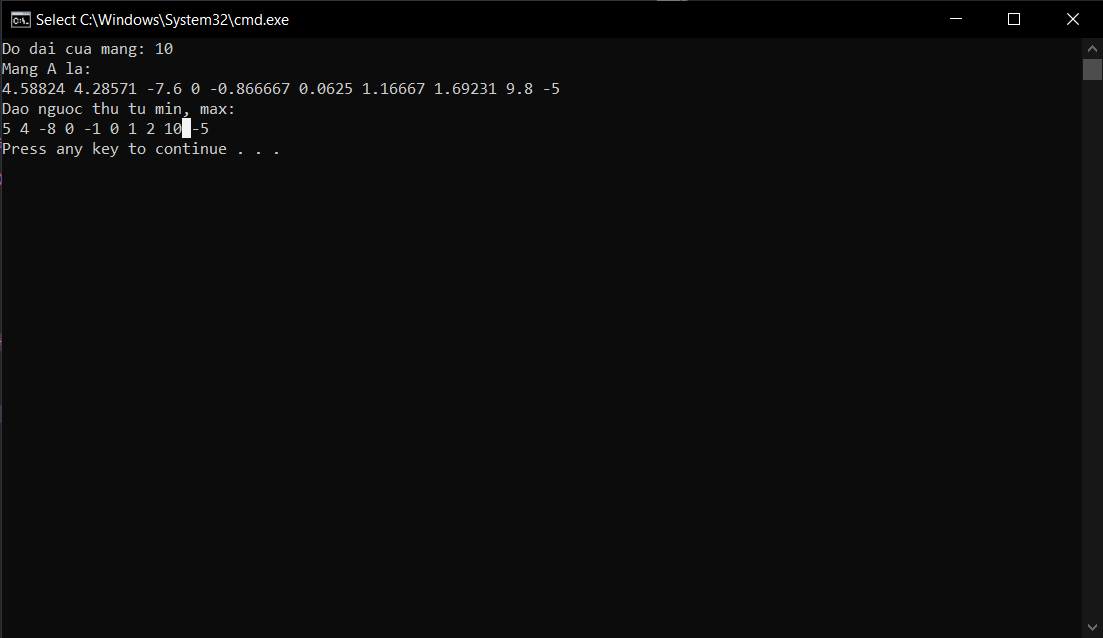 Select C:\Windows\System32\cmd.exe
Do dai cua mang: 10
Mang A la:
4.58824 4.28571 -7.6 0 -0.866667 0.0625 1.16667 1.69231 9.8 -5
Dao nguoc thu tu min, max:
5 4 -8 0 -1 0 1 2 10 -5
Press any key to continue . . .